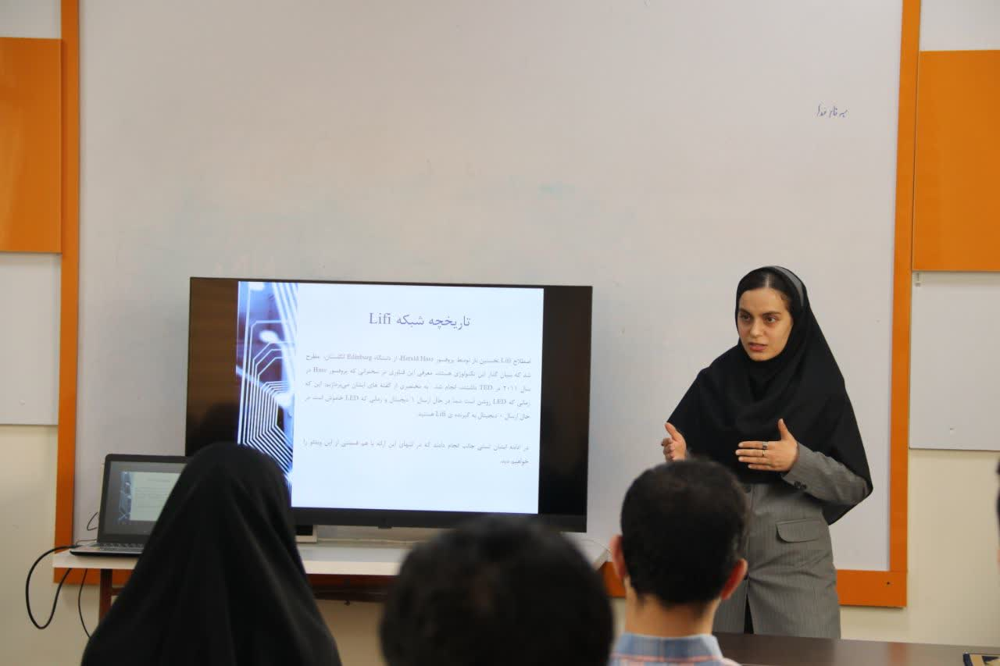 به نام خدا
تاریخچه شبکه Lifi
اصطلاح Lifi نخستین بار توسط پروفسور Harald Hass، از دانشگاه Edinburg انگلستان، مطرح
شد که بنیان گذار این تکنولوژی هستند، معرفی این فناوری در سخنرانی که پروفسور Hass در
سال ۲۰۱۱ در TED داشتند، انجام شد. به مختصری از گفته های ایشان می‌پردازیم: این که
زمانی که LED روشن است شما در حال ارسال ۱ دیجیتال و زمانی که LED خاموش است در
حال ارسال ۰ دیجیتال به گیرنده ی Lifi هستید.
در ادامه ایشان تستی جالب انجام دادند که در انتهای این ارائه با هم قسمتی از این ویدئو را
خواهیم دید.